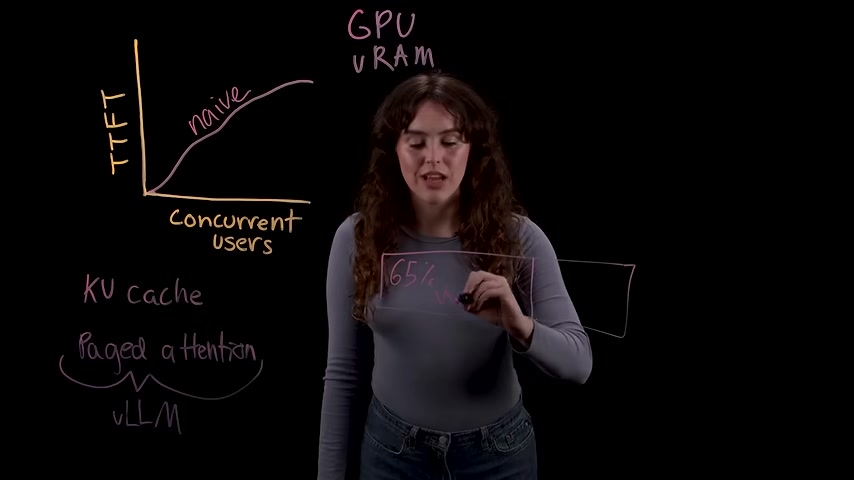 GPU
vRAM
TTFT
naive
concurrent
users
KV cache
Paged attention
vLLM
65%